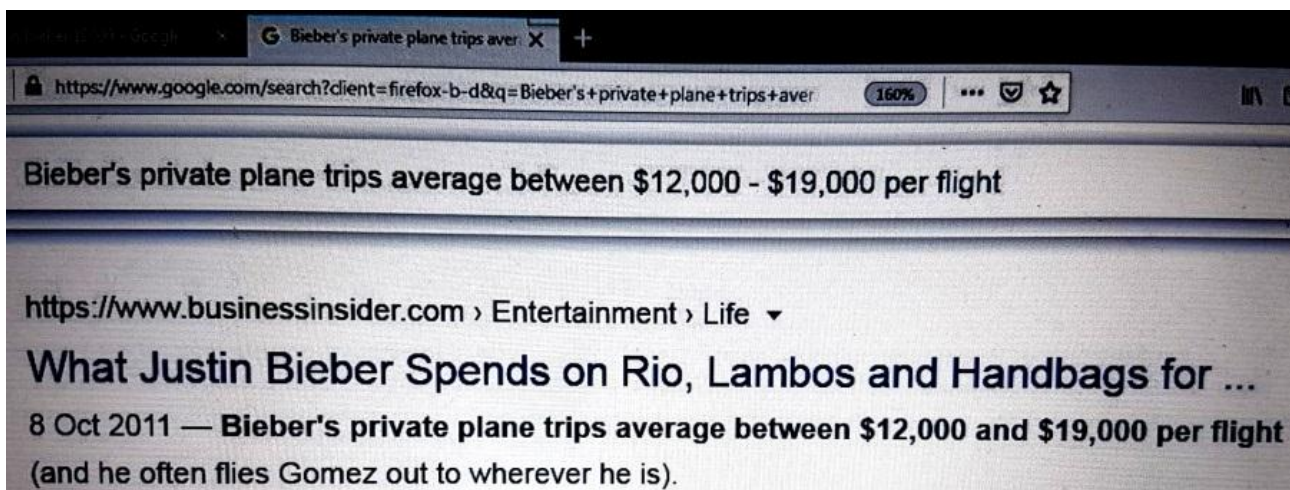 Bieber's private plane trips aver
https://www.google.com/search?client=firefox-b-d&q=Bieber's+private+plane+trips+aver
160%
Bieber's private plane trips average between $12,000 - $19,000 per flight
https://www.businessinsider.com › Entertainment › Life
What Justin Bieber Spends on Rio, Lambos and Handbags for ...
8 Oct 2011 — Bieber's private plane trips average between $12,000 and $19,000 per flight
(and he often flies Gomez out to wherever he is).